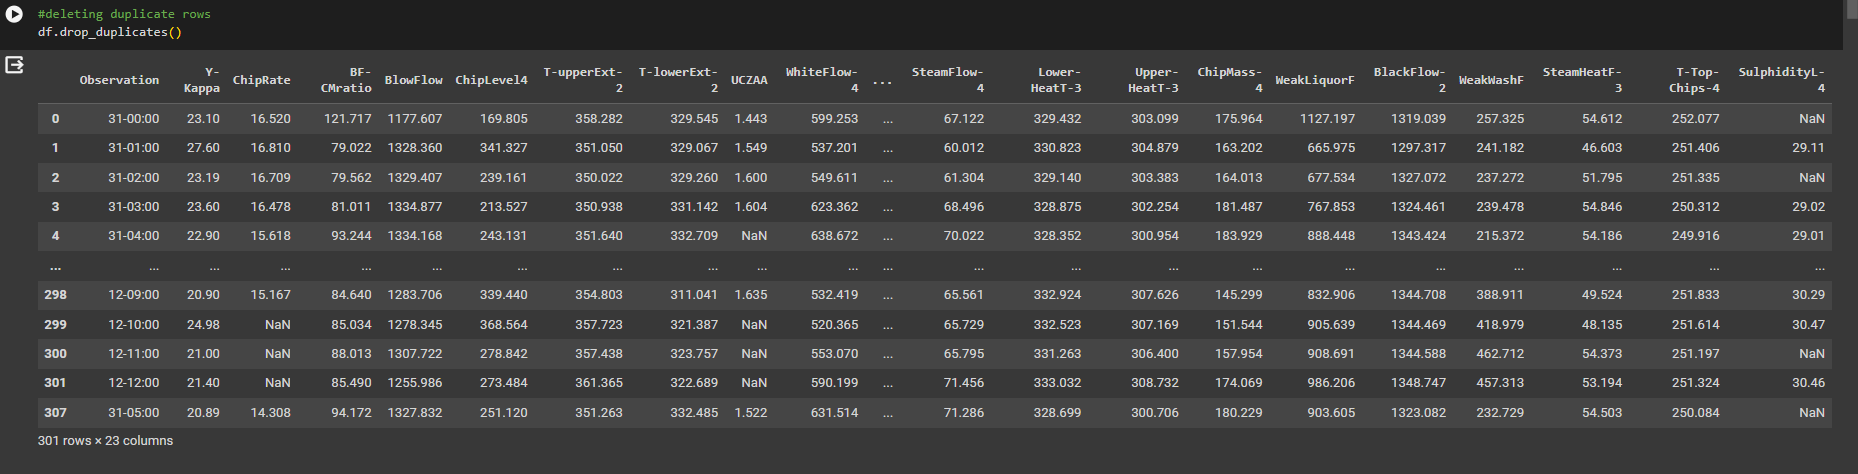 #deleting duplicate rows
df.drop_duplicates()
Observation Y-Kappa ChipRate BF-CMratio BlowFlow ChipLevel4 T-upperExt-2 T-lowerExt-2 UCZAA WhiteFlow-4 ... SteamFlow-4 Lower-HeatT-3 Upper-HeatT-3 ChipMass-4 WeakLiquorF BlackFlow-2 WeakWashF SteamHeatF-3 T-Top-Chips-4 SulphidityL-4
0 31-00:00 23.10 16.520 121.717 1177.607 169.805 358.282 329.545 1.443 599.253 ... 67.122 329.432 303.099 175.964 1127.197 1319.039 257.325 54.612 252.077 NaN
1 31-01:00 27.60 16.810 79.022 1328.360 341.327 351.050 329.067 1.549 537.201 ... 60.012 330.823 304.879 163.202 665.975 1297.317 241.182 46.603 251.406 29.11
2 31-02:00 23.19 16.709 79.562 1329.407 239.161 350.022 329.260 1.600 549.611 ... 61.304 329.140 303.383 164.013 677.534 1327.072 237.272 51.795 251.335 NaN
3 31-03:00 23.60 16.478 81.011 1334.877 213.527 350.938 331.142 1.604 623.362 ... 68.496 328.875 302.254 181.487 767.853 1324.461 239.478 54.846 250.312 29.02
4 31-04:00 22.90 15.618 93.244 1334.168 243.131 351.640 332.709 NaN 638.672 ... 70.022 328.352 300.954 183.929 888.448 1343.424 215.372 54.186 249.916 29.01
... ... ... ... ... ... ... ... ... ... ... ... ... ... ... ... ... ... ... ... ... ...
298 12-09:00 20.90 15.167 84.640 1283.706 339.440 354.803 311.041 1.635 532.419 ... 65.561 332.924 307.626 145.299 832.906 1344.708 388.911 49.524 251.833 30.29
299 12-10:00 24.98 NaN 85.034 1278.345 368.564 357.723 321.387 NaN 520.365 ... 65.729 332.523 307.169 151.544 905.639 1344.469 418.979 48.135 251.614 30.47
300 12-11:00 21.00 NaN 88.013 1307.722 278.842 357.438 323.757 NaN 553.070 ... 65.795 331.263 306.400 157.954 908.691 1344.588 462.712 54.373 251.197 NaN
301 12-12:00 21.40 NaN 85.490 1255.986 273.484 361.365 322.689 NaN 590.199 ... 71.456 333.032 308.732 174.069 986.206 1348.747 457.313 53.194 251.324 30.46
307 31-05:00 20.89 14.308 94.172 1327.832 251.120 351.263 332.485 1.522 631.514 ... 71.286 328.699 300.706 180.229 903.605 1323.082 232.729 54.503 250.084 NaN
301 rows × 23 columns